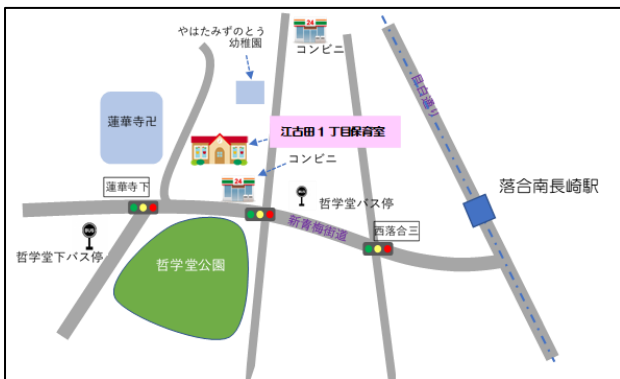 やはたみずのとう
幼稚園
コンビニ
目白通り
蓮華寺卍
江古田1丁目保育室
コンビニ
24
24
蓮華寺下
哲学堂バス停
落合南長崎駅
BUS
BUS
新青梅街道
西落合三
哲学堂下バス停
哲学堂公園